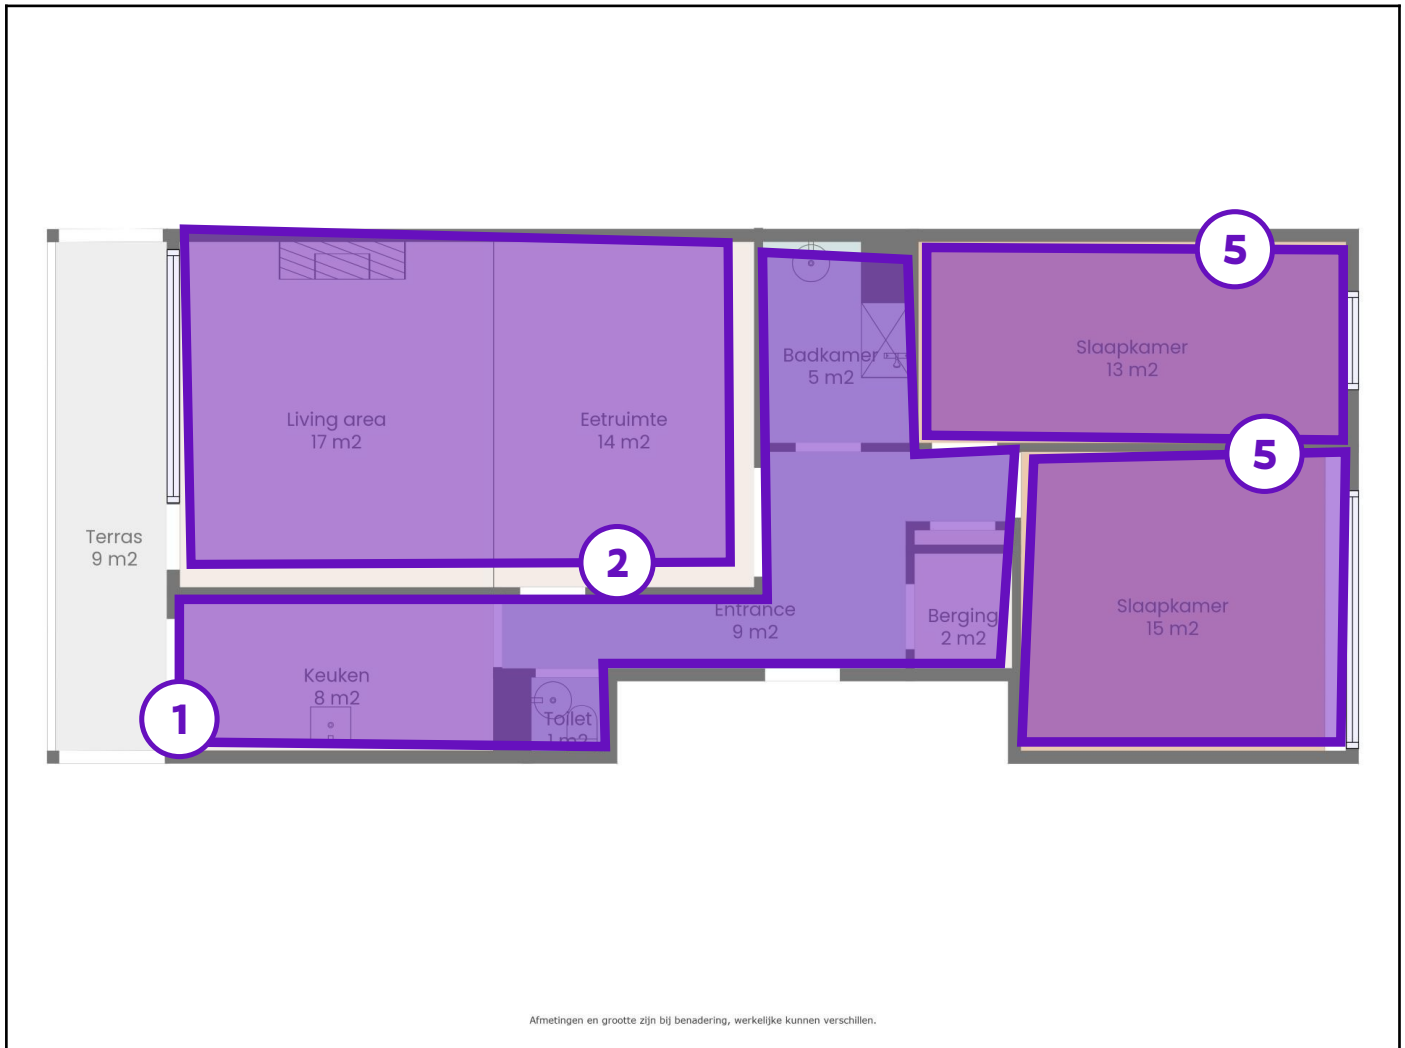 5
Slaapkamer
13 m2
Badkamer
5 m2
Living area
17 m2
Eetruimte
14 m2
5
Terras
9 m2
2
Entrance
9 m2
Berging
2 m2
Slaapkamer
15 m2
Keuken
8 m2
1
Toilet
1 m2
Afmetingen en grootte zijn bij benadering, werkelijke kunnen verschillen.